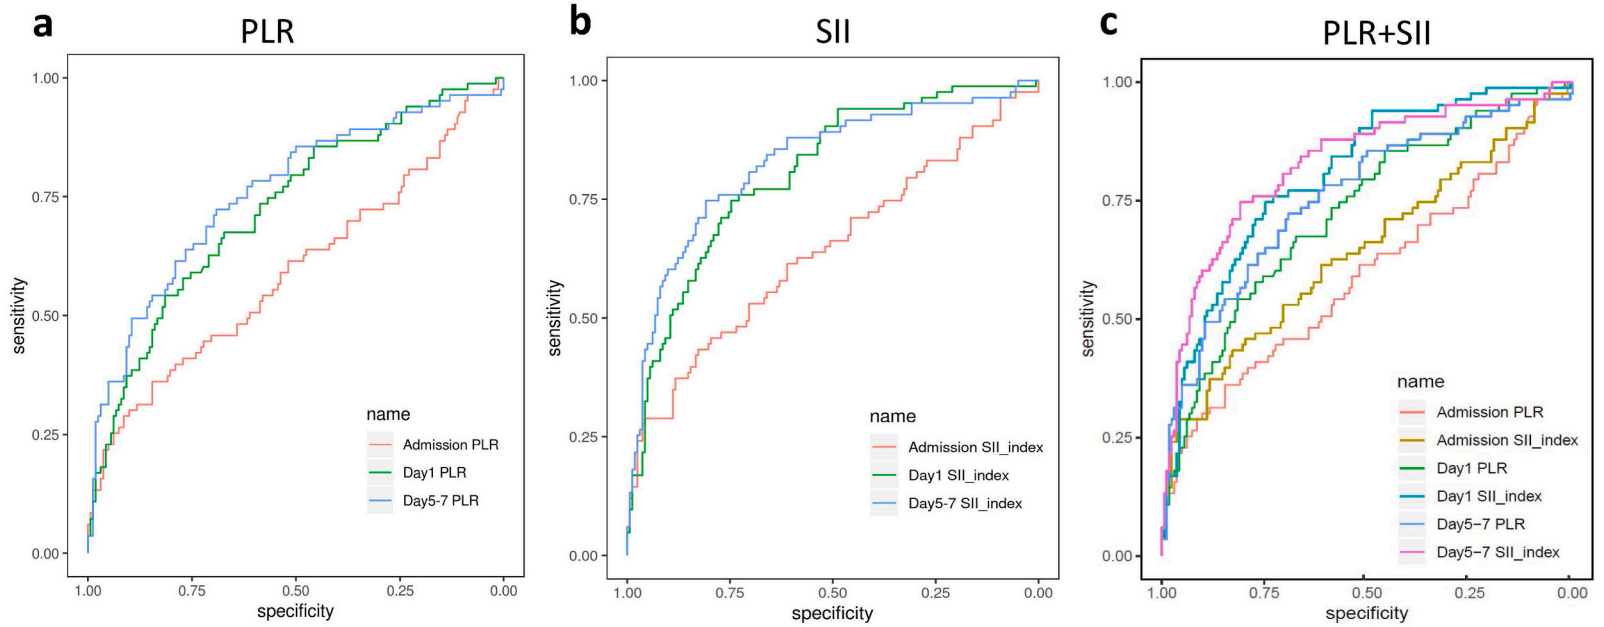 a
PLR
1.00
0.75
0.50
0.25
0.00
sensitivity
name
Admission PLR
Day1 PLR
Day5-7 PLR
1.00
0.75
0.50
0.25
0.00
specificity
b
SII
1.00
0.75
0.50
0.25
0.00
sensitivity
name
Admission SII_index
Day1 SII_index
Day5-7 SII_index
1.00
0.75
0.50
0.25
0.00
specificity
c
PLR+SII
1.00
0.75
0.50
0.25
0.00
sensitivity
name
Admission PLR
Admission SII_index
Day1 PLR
Day1 SII_index
Day5−7 PLR
Day5−7 SII_index
1.00
0.75
0.50
0.25
0.00
specificity